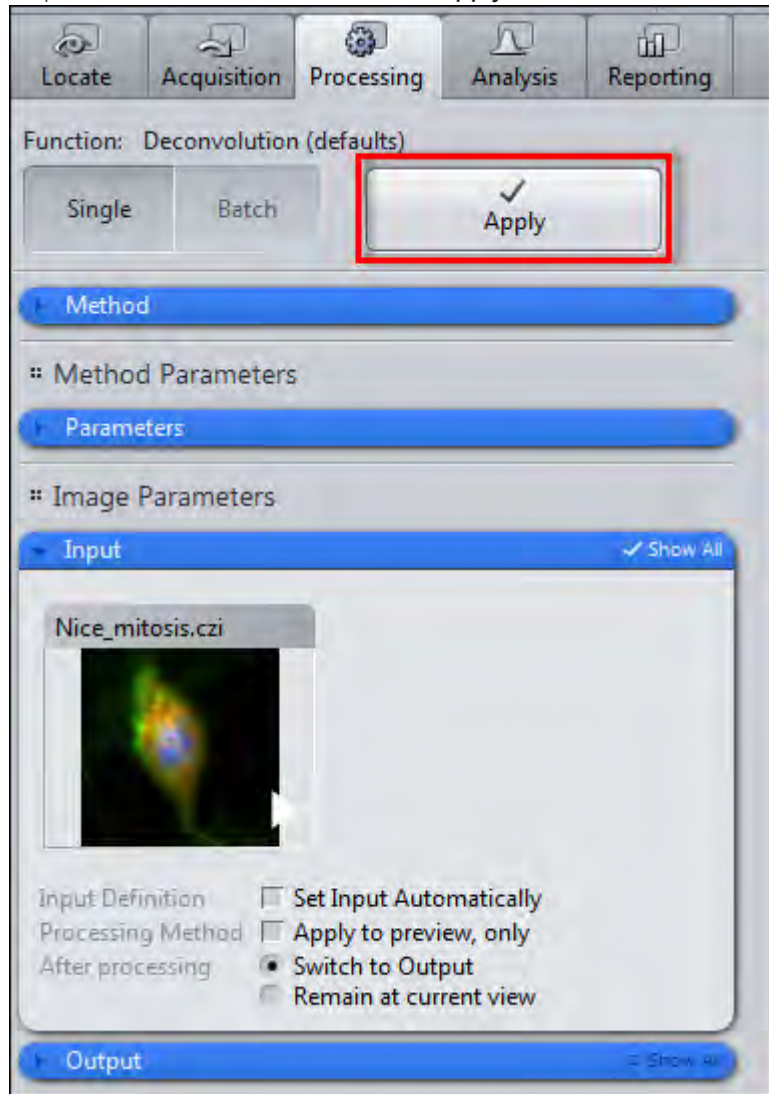 Locate Acquisition Processing Analysis Reporting
Function: Deconvolution (defaults)
Single Batch Apply
Method
Method Parameters
Parameters
Image Parameters
Input Show All
Nice_mitosis.czi
Input Definition Set Input Automatically
Processing Method Apply to preview, only
After processing Switch to Output
Remain at current view
Output Show All